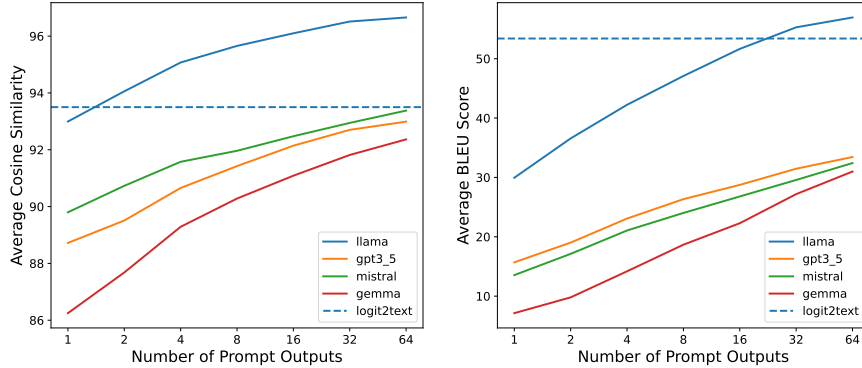 Average Cosine Similarity
96
94
92
90
88
86
1 2 4 8 16 32 64
Number of Prompt Outputs
llama
gpt3_5
mistral
gemma
logit2text
Average BLEU Score
50
40
30
20
10
1 2 4 8 16 32 64
Number of Prompt Outputs
llama
gpt3_5
mistral
gemma
logit2text